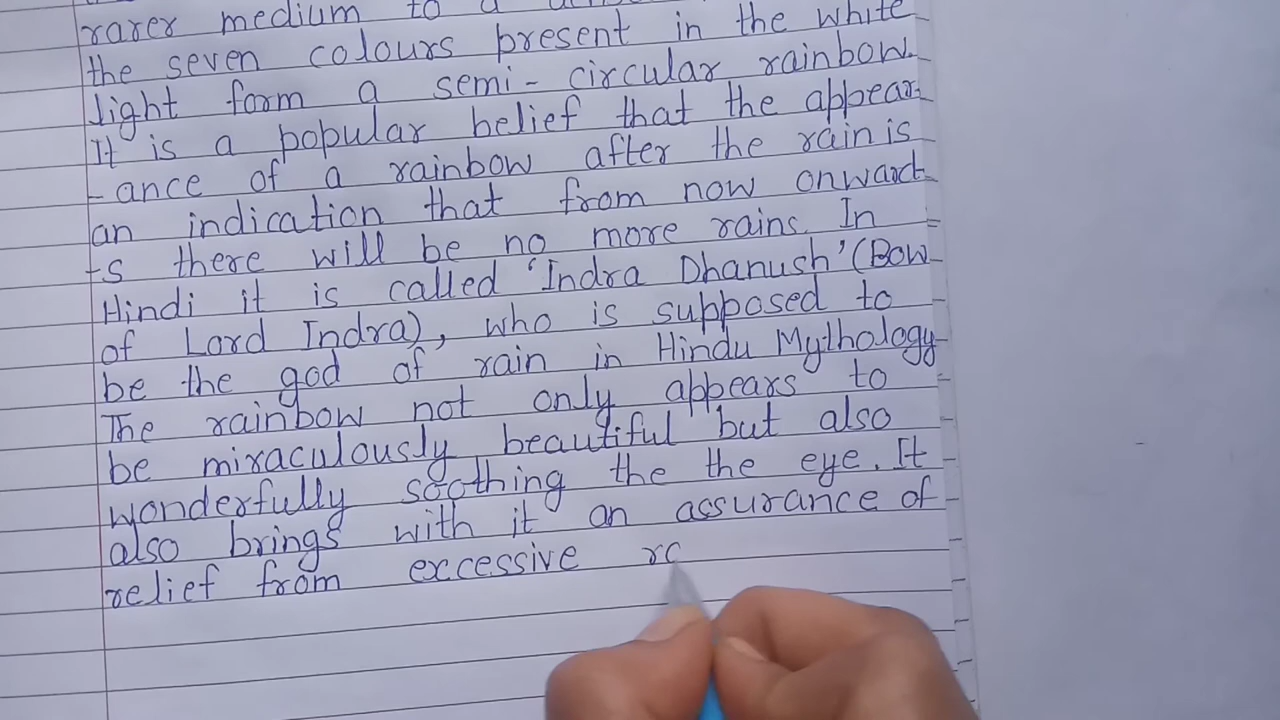 rarer medium to a
the seven colours present in the white
light form a semi- circular rainbow.
It is a popular belief that the appear
-ance of a rainbow after the rain is
an indication that from now onward
-s there will be no more rains. In
Hindi it is called 'Indra Dhanush' (Bow
of Lord Indra), who is supposed to
be the god of rain in Hindu Mythology
The rainbow not only appears to
be miraculously beautiful but also
wonderfully soothing the the eye. It
also brings with it an assurance of
relief from excessive ra